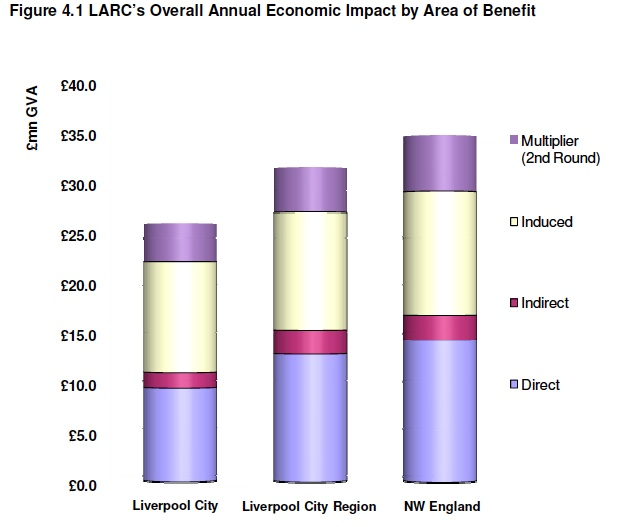 Figure 4.1 LARC's Overall Annual Economic Impact by Area of Benefit
£mn GVA
£40.0
£35.0
£30.0
£25.0
£20.0
£15.0
£10.0
£5.0
£0.0
Liverpool City
Liverpool City Region
NW England
Multiplier
(2nd Round)
Induced
Indirect
Direct